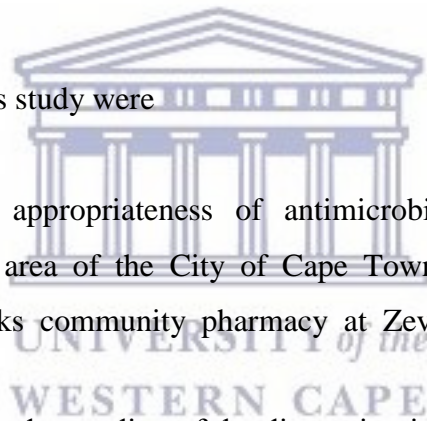 s study were
appropriateness of antimicrobi
area of the City of Cape Town
ks community pharmacy at Zev
UNIVERSITY of the
WESTERN CAPE